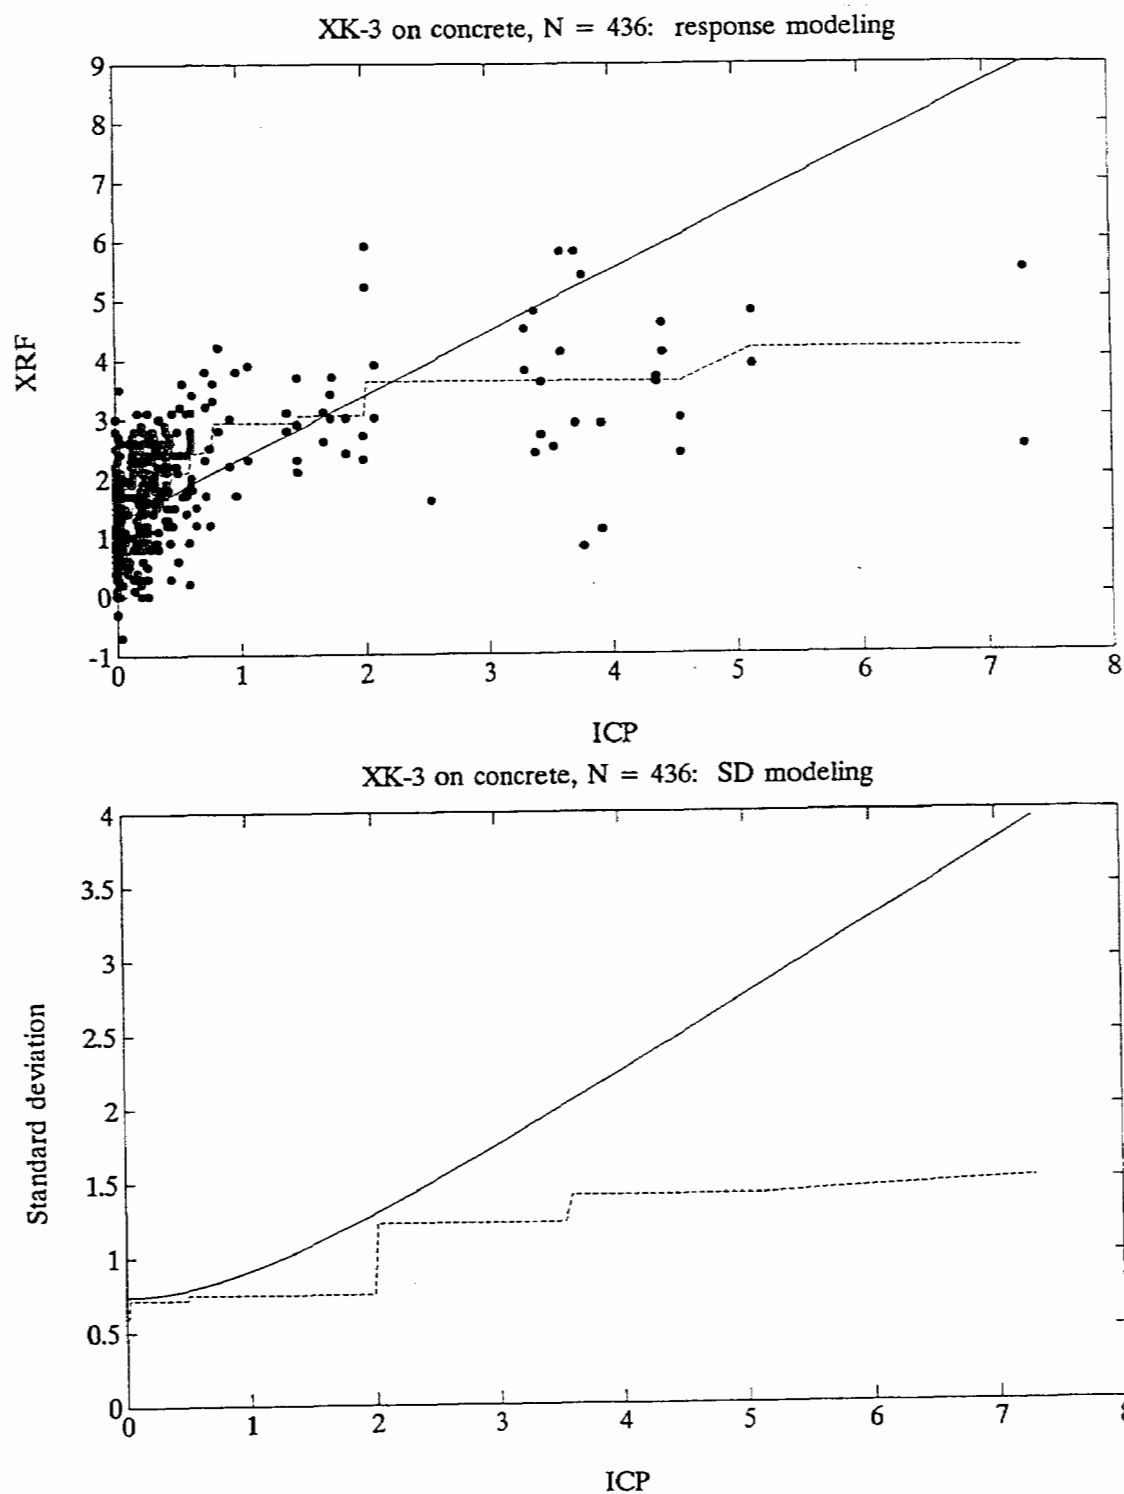 XK-3 on concrete, N = 436: response modeling
9
8
7
6
5
4
3
2
1
0
-1
XRF
0 1 2 3 4 5 6 7 8
ICP
XK-3 on concrete, N = 436: SD modeling
4
3.5
3
2.5
2
1.5
1
0.5
0
Standard deviation
0 1 2 3 4 5 6 7 8
ICP